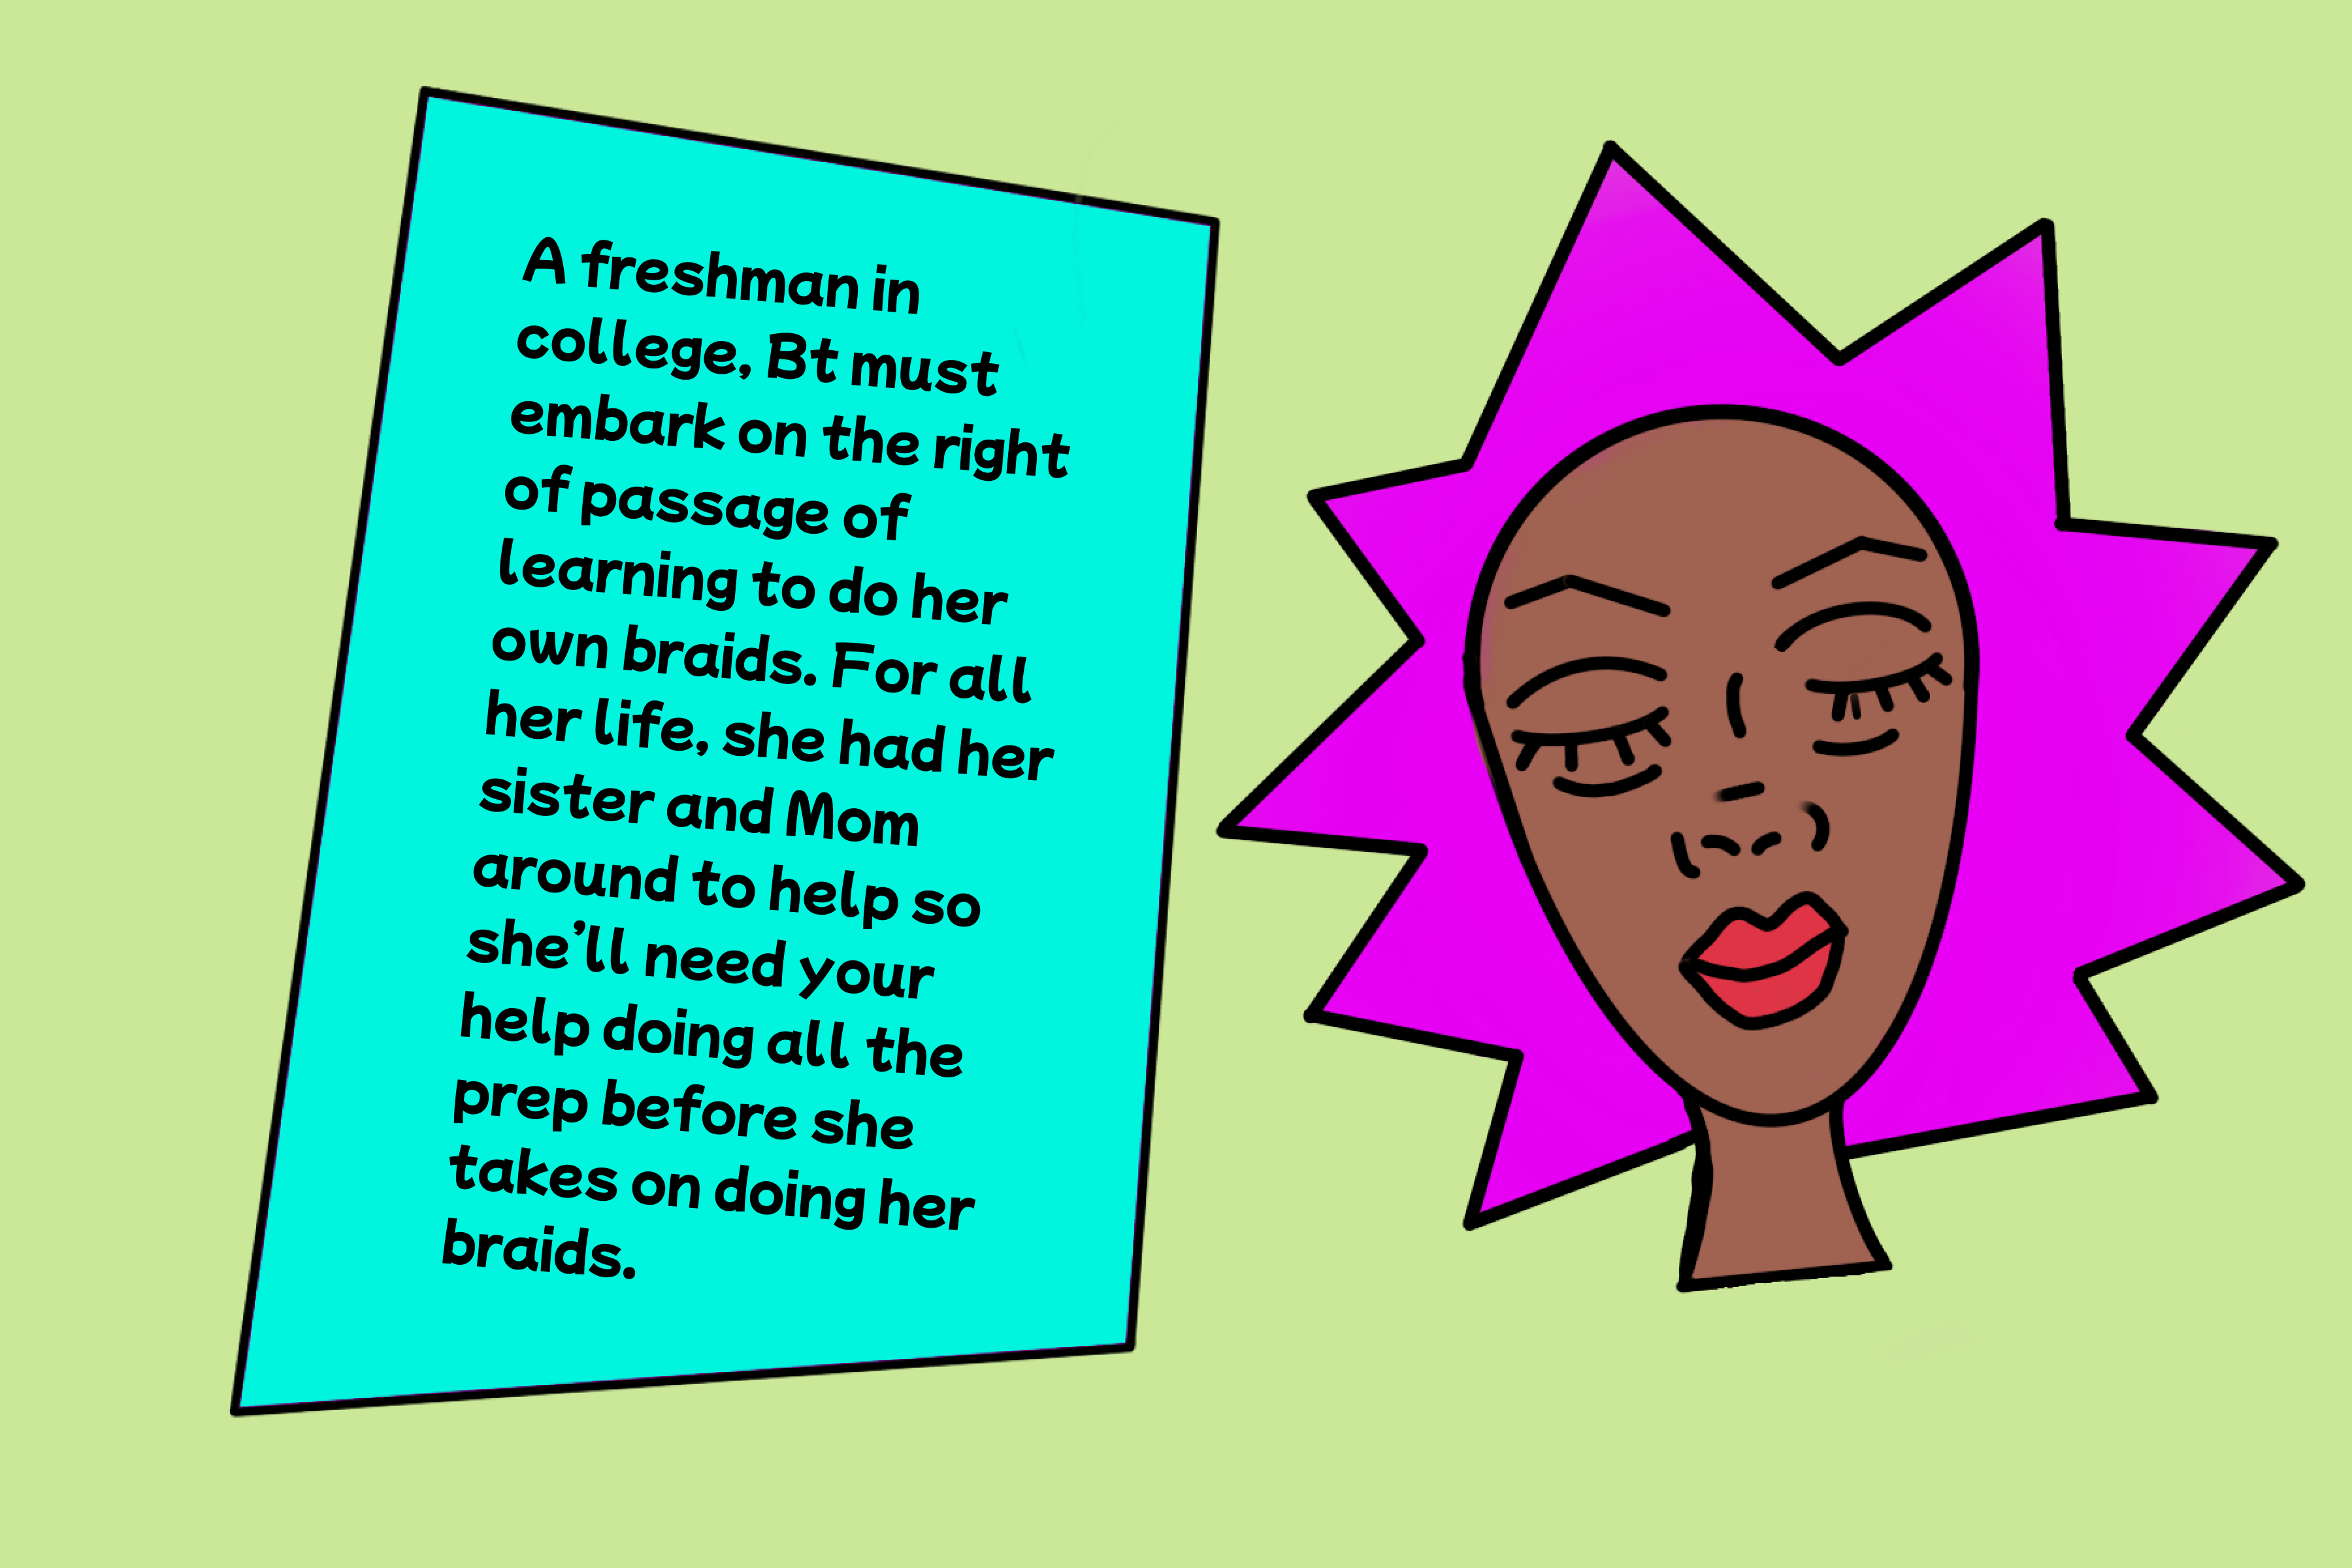 A freshman in
college, Bt must
embark on the right
of passage of
learning to do her
own braids. For all
her life, she had her
sister and Mom
around to help so
she'll need your
help doing all the
prep before she
takes on doing her
braids.